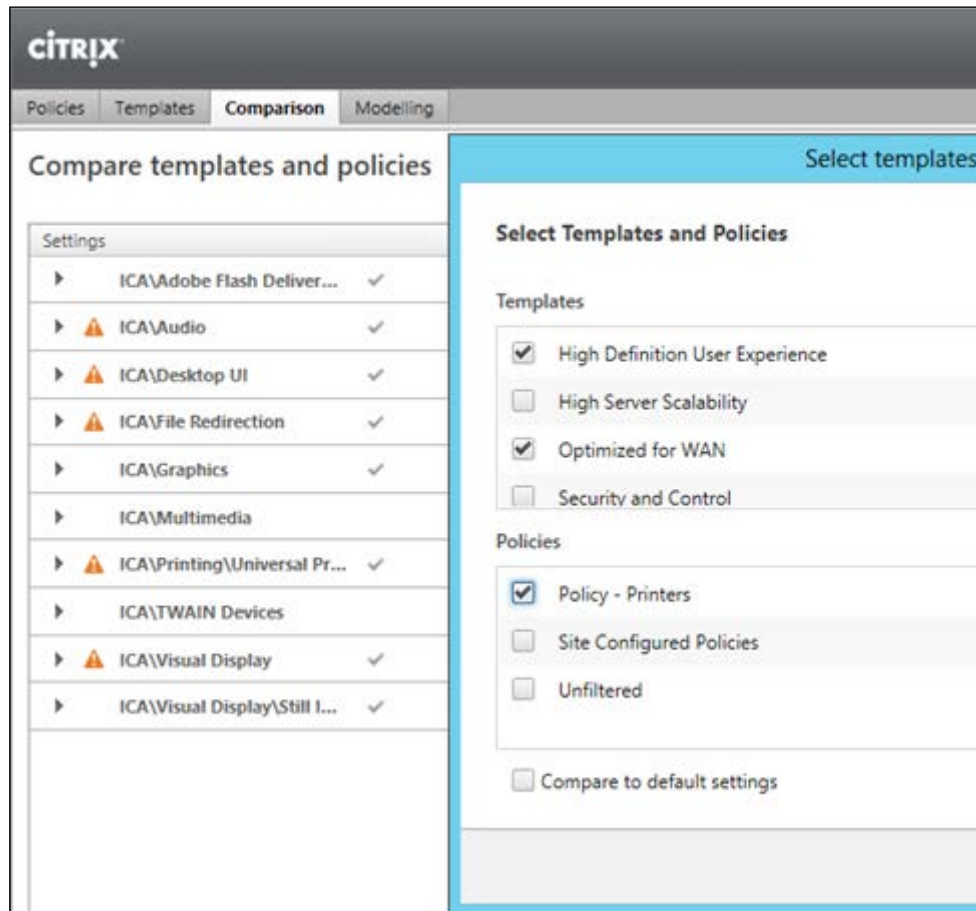 CİTRIX
Policies Templates Comparison Modelling
Compare templates and policies
Settings
ICA\Adobe Flash Deliver...
ICA\Audio
ICA\Desktop UI
ICA\File Redirection
ICA\Graphics
ICA\Multimedia
ICA\Printing\Universal Pr...
ICA\TWAIN Devices
ICA\Visual Display
ICA\Visual Display\Still I...
Select templates
Select Templates and Policies
Templates
High Definition User Experience
High Server Scalability
Optimized for WAN
Security and Control
Policies
Policy - Printers
Site Configured Policies
Unfiltered
Compare to default settings